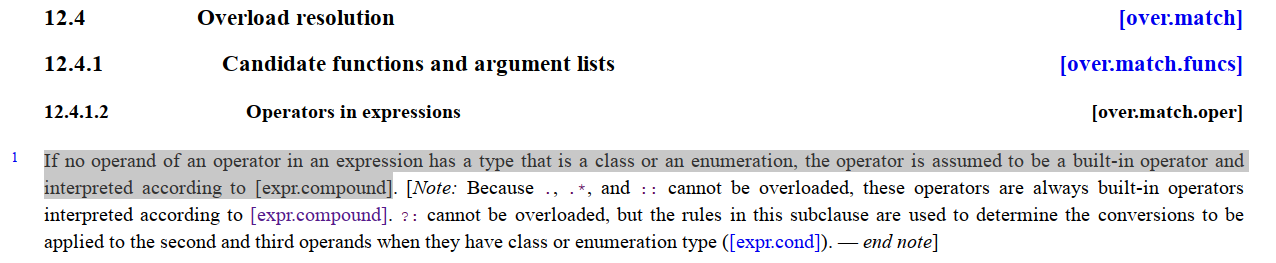 12.4 Overload resolution [over.match]
12.4.1 Candidate functions and argument lists [over.match.funcs]
12.4.1.2 Operators in expressions [over.match.oper]
1 If no operand of an operator in an expression has a type that is a class or an enumeration, the operator is assumed to be a built-in operator and
interpreted according to [expr.compound]. [Note: Because ., .*, and :: cannot be overloaded, these operators are always built-in operators
interpreted according to [expr.compound]. ?: cannot be overloaded, but the rules in this subclause are used to determine the conversions to be
applied to the second and third operands when they have class or enumeration type ([expr.cond]). — end note]